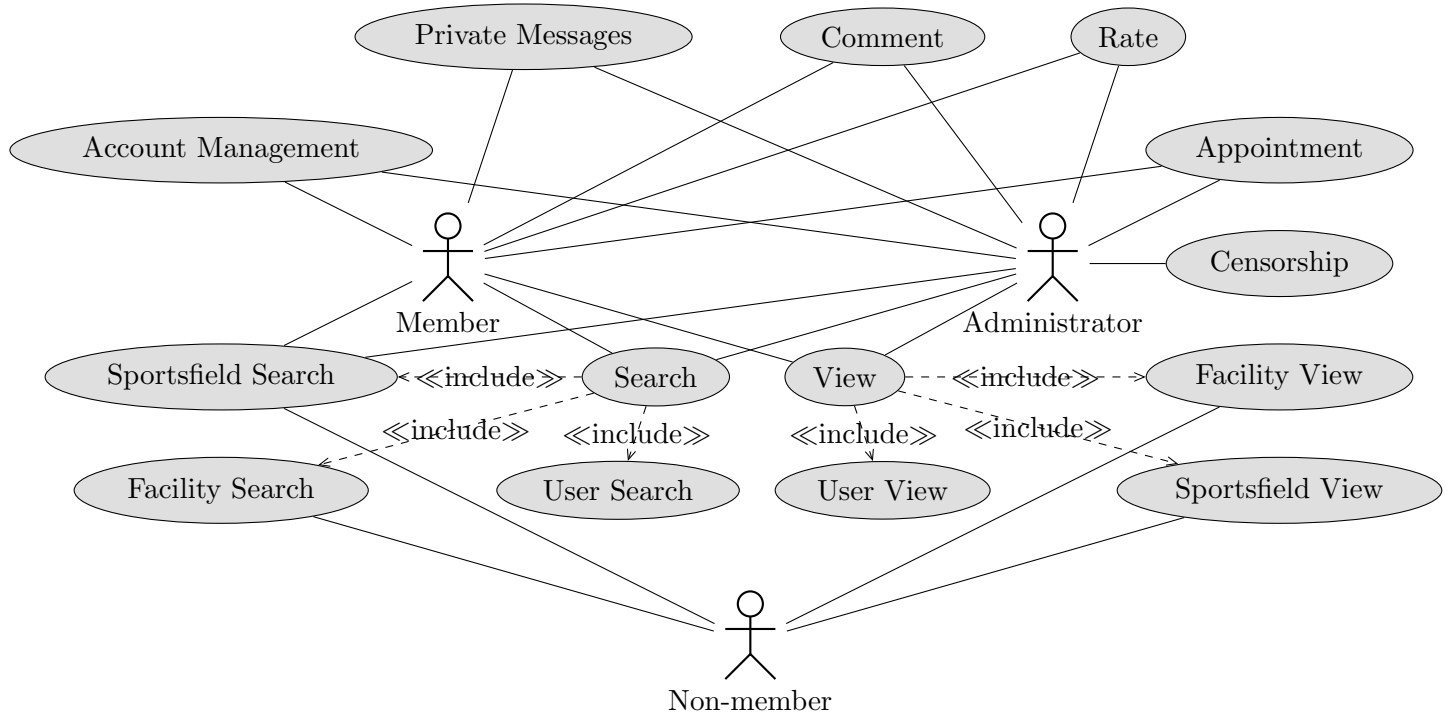 Private Messages
Comment
Rate
Account Management
Appointment
Censorship
Member
Administrator
Sportsfield Search
≪include≫
Search
View
≪include≫
Facility View
≪include≫
≪include≫
≪include≫
≪include≫
Facility Search
User Search
User View
Sportsfield View
Non-member